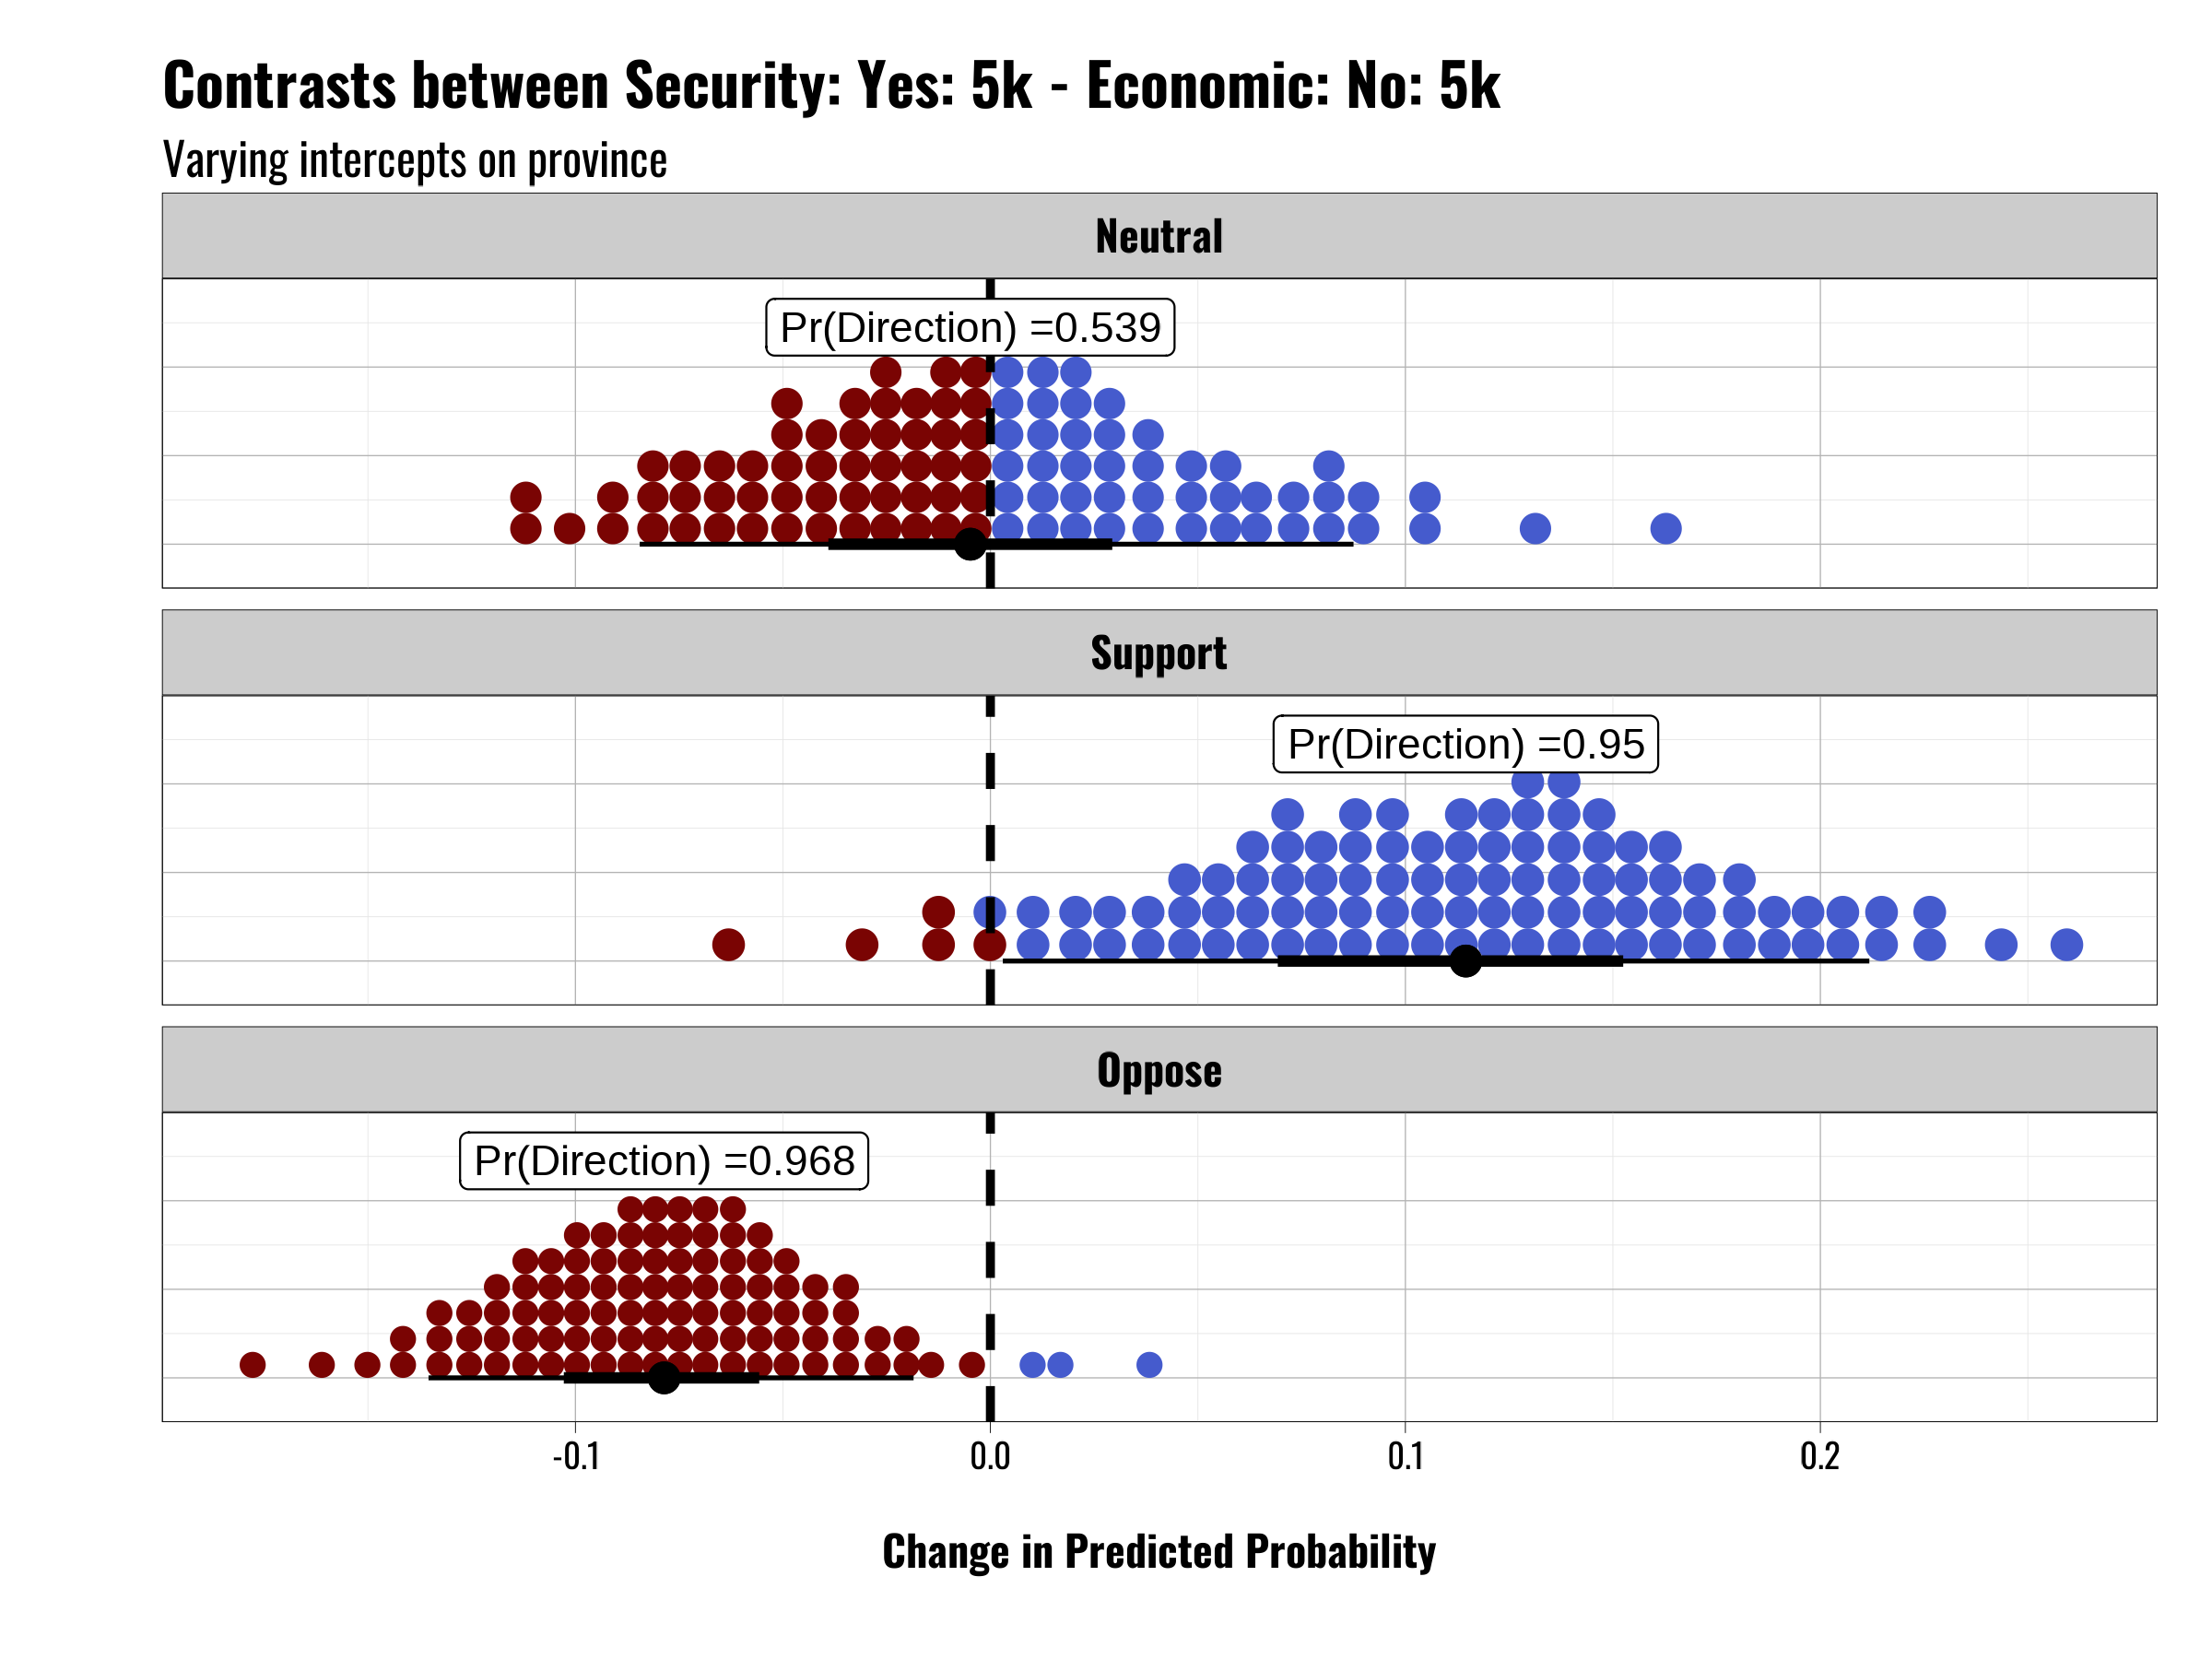 Contrasts between Security: Yes: 5k - Economic: No: 5k
Varying intercepts on province
Neutral
Pr(Direction) =0.539
Support
Pr(Direction) =0.95
Oppose
Pr(Direction) =0.968
-0.1 0.0 0.1 0.2
Change in Predicted Probability